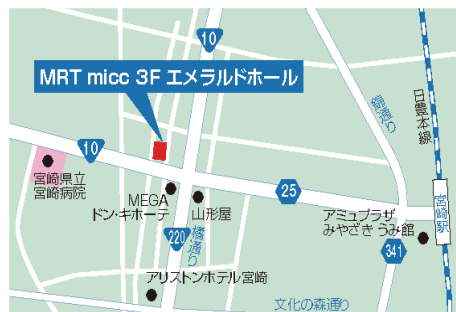 10
MRT micc 3F エメラルドホール
錦通り
日豊本線
10
宮崎県立
宮崎病院
MEGA
ドン・キホーテ
山形屋
25
宮崎駅
アミュプラザ
みやざき うみ館
220
橘通り
341
アリストンホテル宮崎
文化の森通り